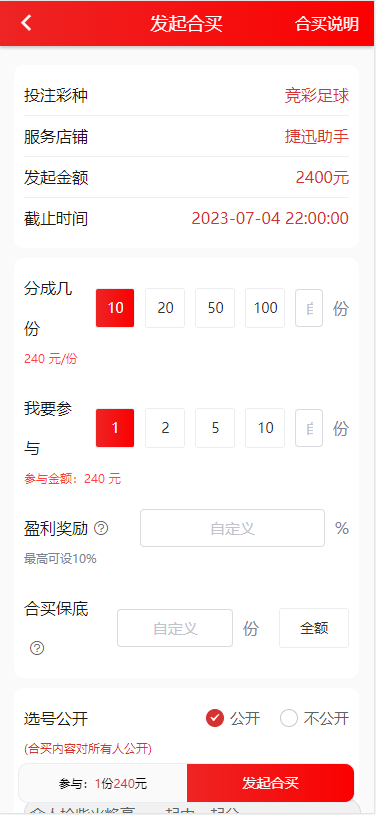 发起合买 合买说明
投注彩种 竞彩足球
服务店铺 捷迅助手
发起金额 2400元
截止时间 2023-07-04 22:00:00
分成几
份
10 20 50 100 份
240 元/份
我要参
与
1 2 5 10 份
参与金额：240 元
盈利奖励 ? 自定义 %
最高可设10%
合买保底
? 自定义 份 全额
选号公开 公开 不公开
(合买内容对所有人公开)
参与：1份240元 发起合买